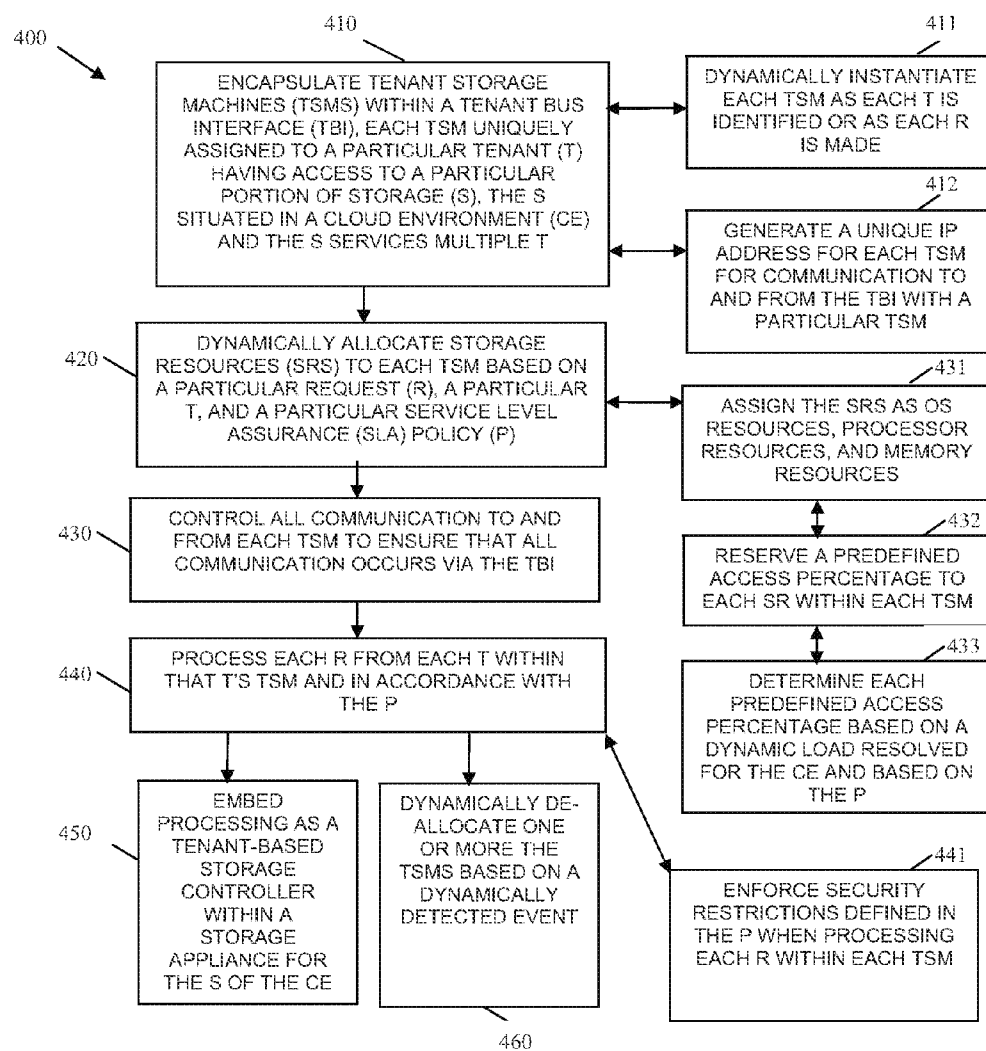 400
410
ENCAPSULATE TENANT STORAGE
MACHINES (TSMS) WITHIN A TENANT BUS
INTERFACE (TBI), EACH TSM UNIQUELY
ASSIGNED TO A PARTICULAR TENANT (T)
HAVING ACCESS TO A PARTICULAR
PORTION OF STORAGE (S), THE S
SITUATED IN A CLOUD ENVIRONMENT (CE)
AND THE S SERVICES MULTIPLE T
411
DYNAMICALLY INSTANTIATE
EACH TSM AS EACH T IS
IDENTIFIED OR AS EACH R
IS MADE
412
GENERATE A UNIQUE IP
ADDRESS FOR EACH TSM
FOR COMMUNICATION TO
AND FROM THE TBI WITH A
PARTICULAR TSM
420
DYNAMICALLY ALLOCATE STORAGE
RESOURCES (SRS) TO EACH TSM BASED ON
A PARTICULAR REQUEST (R), A PARTICULAR
T, AND A PARTICULAR SERVICE LEVEL
ASSURANCE (SLA) POLICY (P)
431
ASSIGN THE SRS AS OS
RESOURCES, PROCESSOR
RESOURCES, AND MEMORY
RESOURCES
430
CONTROL ALL COMMUNICATION TO AND
FROM EACH TSM TO ENSURE THAT ALL
COMMUNICATION OCCURS VIA THE TBI
432
RESERVE A PREDEFINED
ACCESS PERCENTAGE TO
EACH SR WITHIN EACH TSM
440
PROCESS EACH R FROM EACH T WITHIN
THAT T'S TSM AND IN ACCORDANCE WITH
THE P
433
DETERMINE EACH
PREDEFINED ACCESS
PERCENTAGE BASED ON A
DYNAMIC LOAD RESOLVED
FOR THE CE AND BASED ON
THE P
450
EMBED
PROCESSING AS A
TENANT-BASED
STORAGE
CONTROLLER
WITHIN A
STORAGE
APPLIANCE FOR
THE S OF THE CE
DYNAMICALLY DE-
ALLOCATE ONE
OR MORE THE
TSMS BASED ON A
DYNAMICALLY
DETECTED EVENT
460
441
ENFORCE SECURITY
RESTRICTIONS DEFINED IN
THE P WHEN PROCESSING
EACH R WITHIN EACH TSM